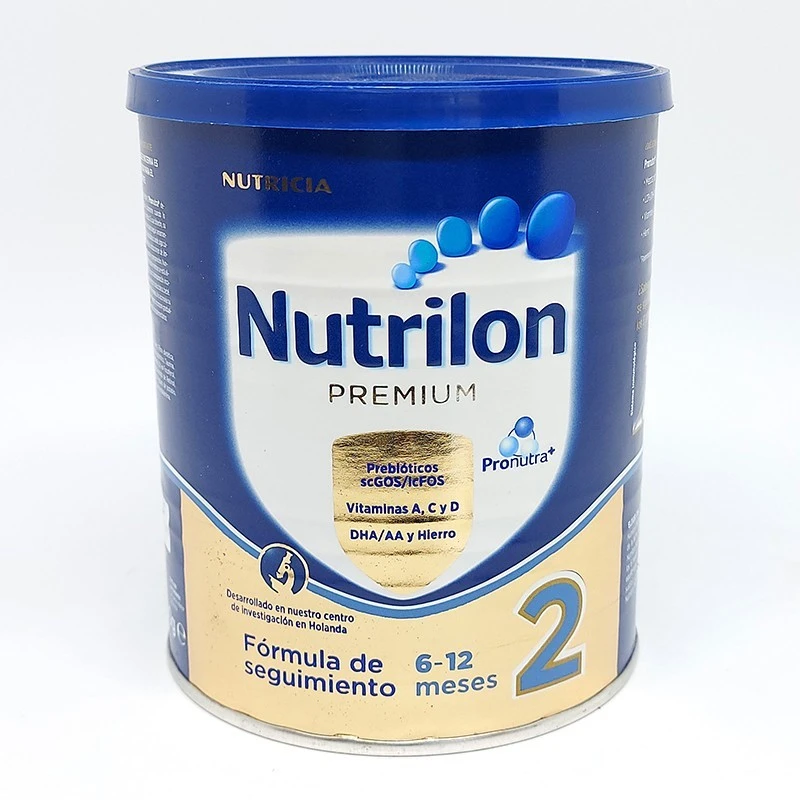 NUTRICIA
Nutrilon
PREMIUM
Prebióticos
scGOS/lcFOS
Vitaminas A, C y D
DHA/AA y Hierro
Pronutra+
Desarrollado en nuestro centro
de investigación en Holanda
Fórmula de
seguimiento
6-12
meses
2